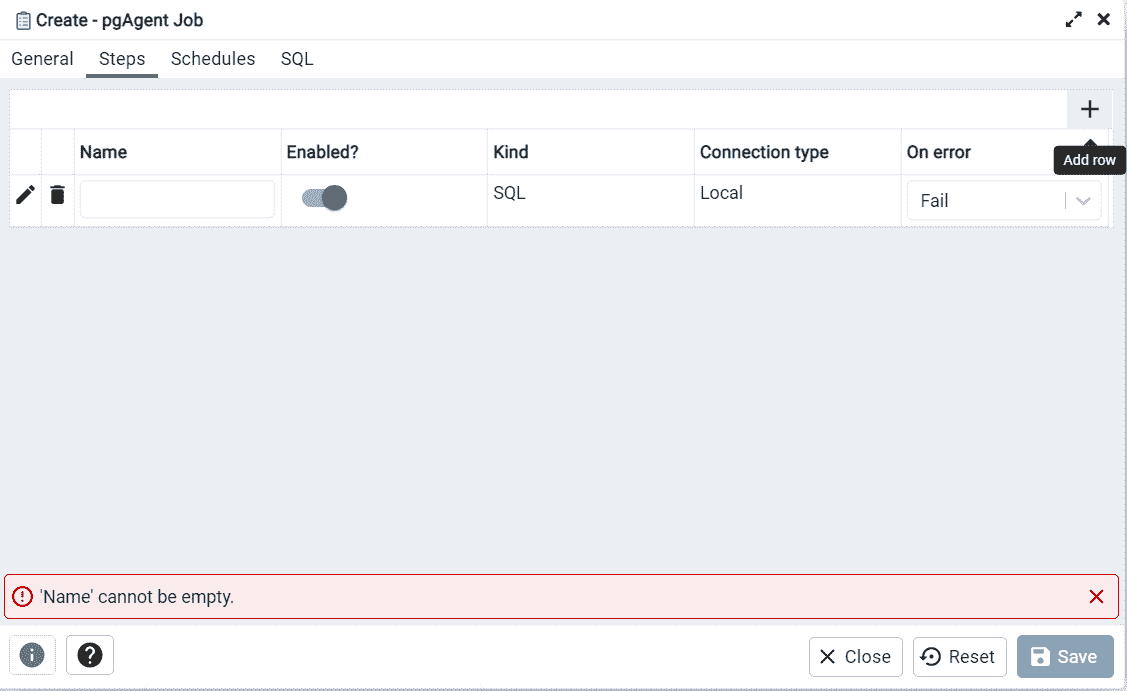 Create - pgAgent Job
General Steps Schedules SQL
Name Enabled? Kind Connection type On error
Add row
SQL Local Fail
'Name' cannot be empty.
Close Reset Save